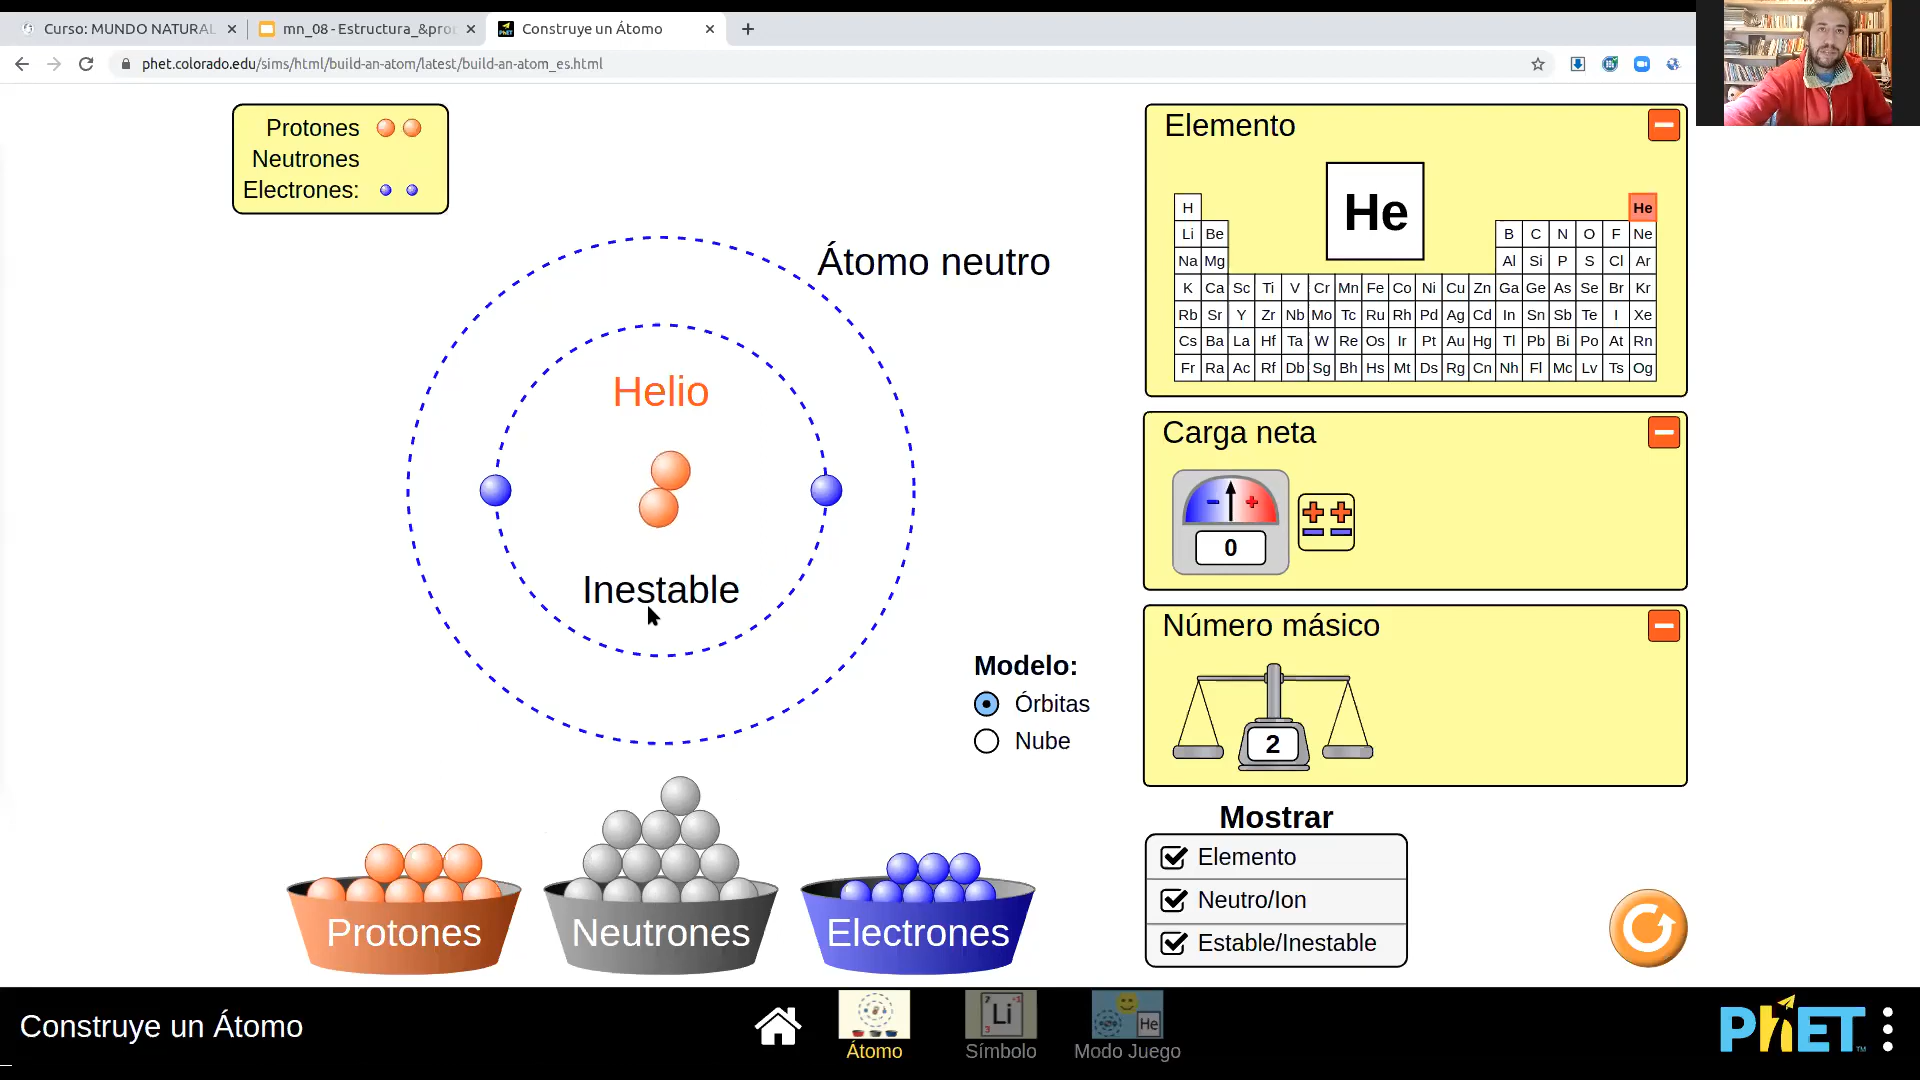 Curso: MUNDO NATURAL
mn_08 - Estructura_&pro
Construye un Átomo
phet.colorado.edu/sims/html/build-an-atom/latest/build-an-atom_es.html
Protones
Neutrones
Electrones:
Átomo neutro
Helio
Inestable
Modelo:
Órbitas
Nube
Protones
Neutrones
Electrones
Elemento
He
H He
Li Be B C N O F Ne
Na Mg Al Si P S Cl Ar
K Ca Sc Ti V Cr Mn Fe Co Ni Cu Zn Ga Ge As Se Br Kr
Rb Sr Y Zr Nb Mo Tc Ru Rh Pd Ag Cd In Sn Sb Te I Xe
Cs Ba La Hf Ta W Re Os Ir Pt Au Hg Tl Pb Bi Po At Rn
Fr Ra Ac Rf Db Sg Bh Hs Mt Ds Rg Cn Nh Fl Mc Lv Ts Og
Carga neta
- +
0
Número másico
2
Mostrar
Elemento
Neutro/Ion
Estable/Inestable
Construye un Átomo
Átomo
7 +1
Li
3
Símbolo
He
Modo Juego
PhET™